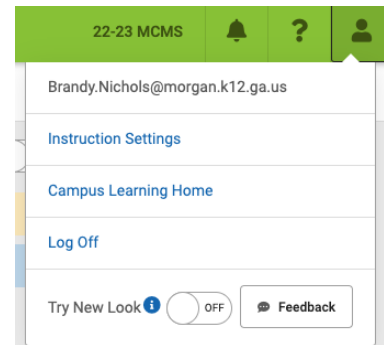 22-23 MCMS ?
Brandy.Nichols@morgan.k12.ga.us
Instruction Settings
Campus Learning Home
Log Off
Try New Look i OFF Feedback